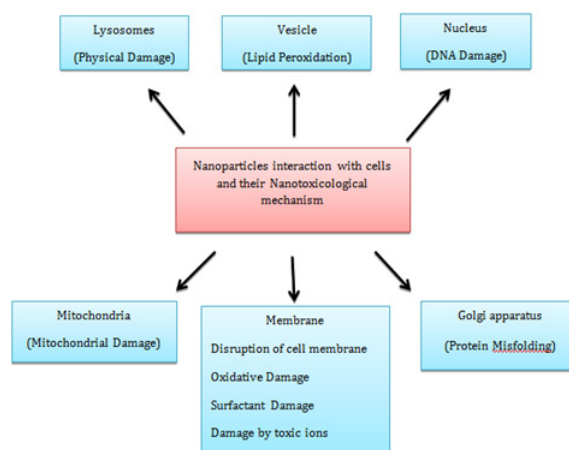 Lysosomes
(Physical Damage)
Vesicle
(Lipid Peroxidation)
Nucleus
(DNA Damage)
Nanoparticles interaction with cells
and their Nanotoxicological
mechanism
Mitochondria
(Mitochondrial Damage)
Membrane
Disruption of cell membrane
Oxidative Damage
Surfactant Damage
Damage by toxic ions
Golgi apparatus
(Protein Misfolding)